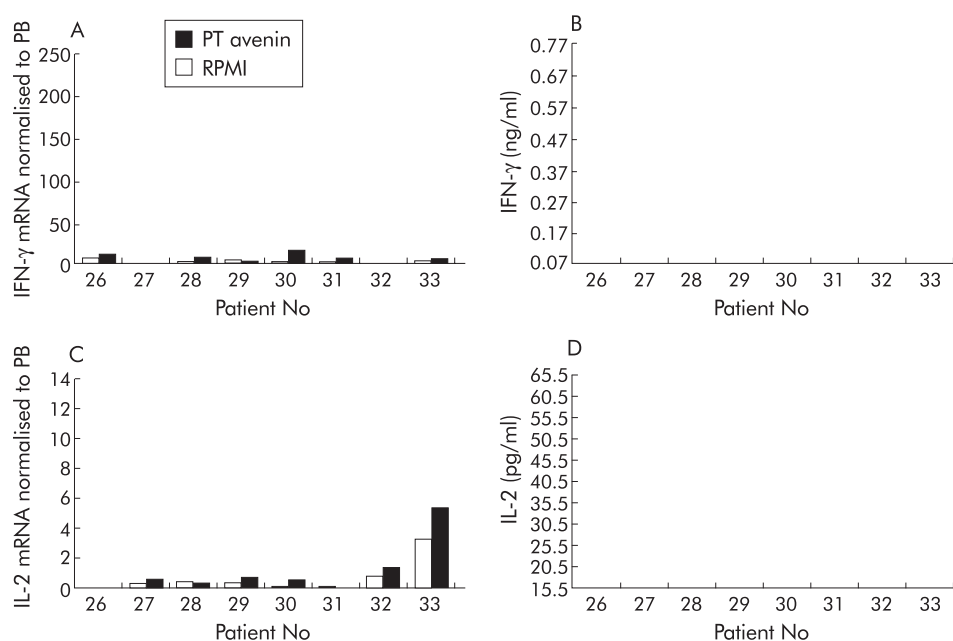 A
PT avenin
RPMI
IFN-γ mRNA normalised to PB
250
200
150
100
50
0
26 27 28 29 30 31 32 33
Patient No
B
IFN-γ (ng/ml)
0.77
0.67
0.57
0.47
0.37
0.27
0.17
0.07
26 27 28 29 30 31 32 33
Patient No
C
IL-2 mRNA normalised to PB
14
12
10
8
6
4
2
0
26 27 28 29 30 31 32 33
Patient No
D
IL-2 (pg/ml)
65.5
60.5
55.5
50.5
45.5
40.5
35.5
30.5
25.5
20.5
15.5
26 27 28 29 30 31 32 33
Patient No